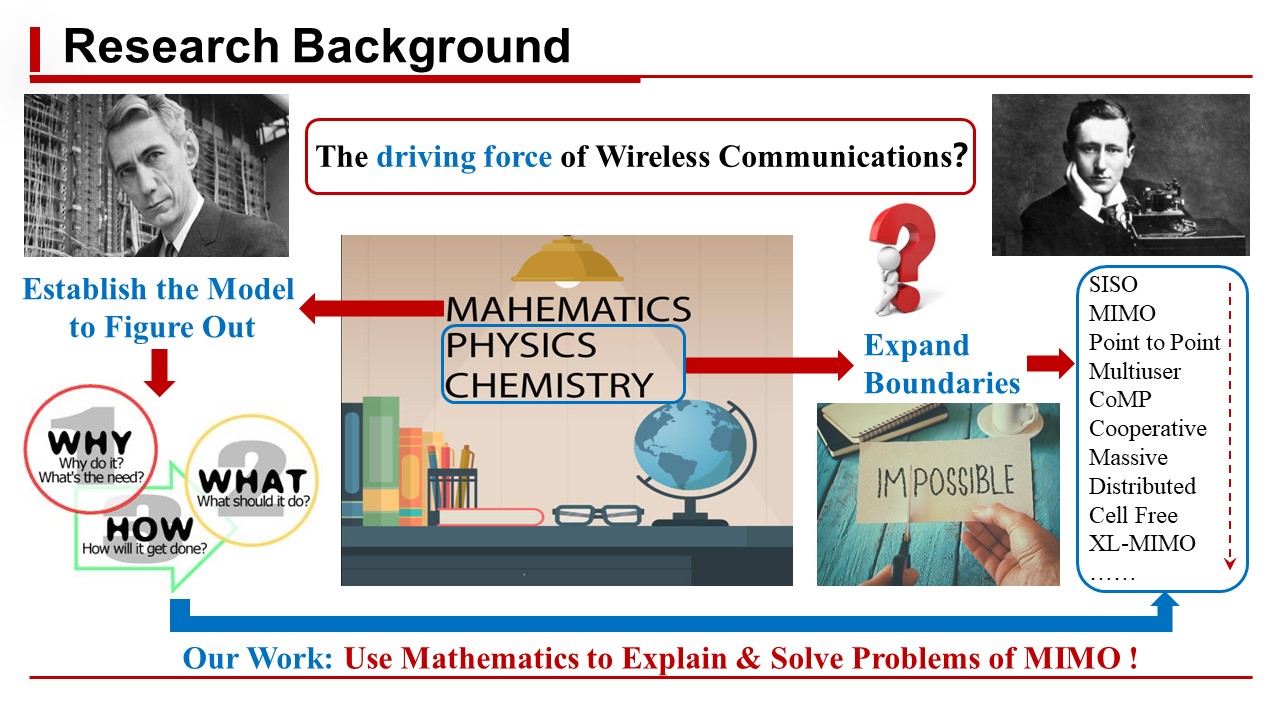 Research Background
The driving force of Wireless Communications?
Establish the Model
to Figure Out
MAHEMATICS
PHYSICS
CHEMISTRY
Expand
Boundaries
SISO
MIMO
Point to Point
Multiuser
CoMP
Cooperative
Massive
Distributed
Cell Free
XL-MIMO
……
1
WHY
Why do it?
What's the need?
2
WHAT
What should it do?
3
HOW
How will it get done?
IMPOSSIBLE
Our Work: Use Mathematics to Explain & Solve Problems of MIMO !